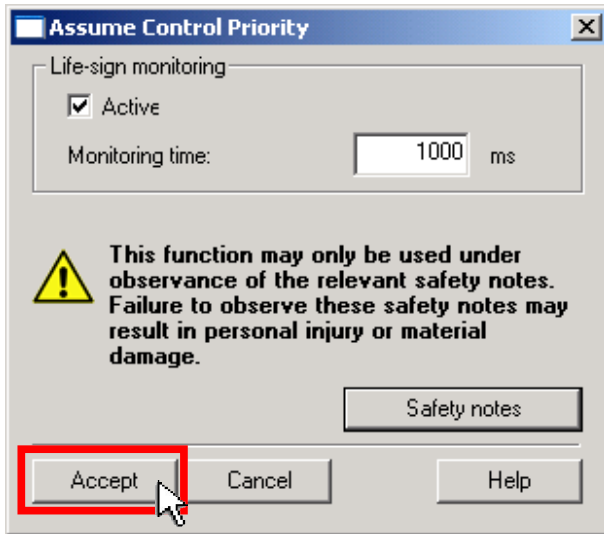 Assume Control Priority
Life-sign monitoring
Active
Monitoring time: 1000 ms
This function may only be used under
observance of the relevant safety notes.
Failure to observe these safety notes may
result in personal injury or material
damage.
Safety notes
Accept Cancel Help